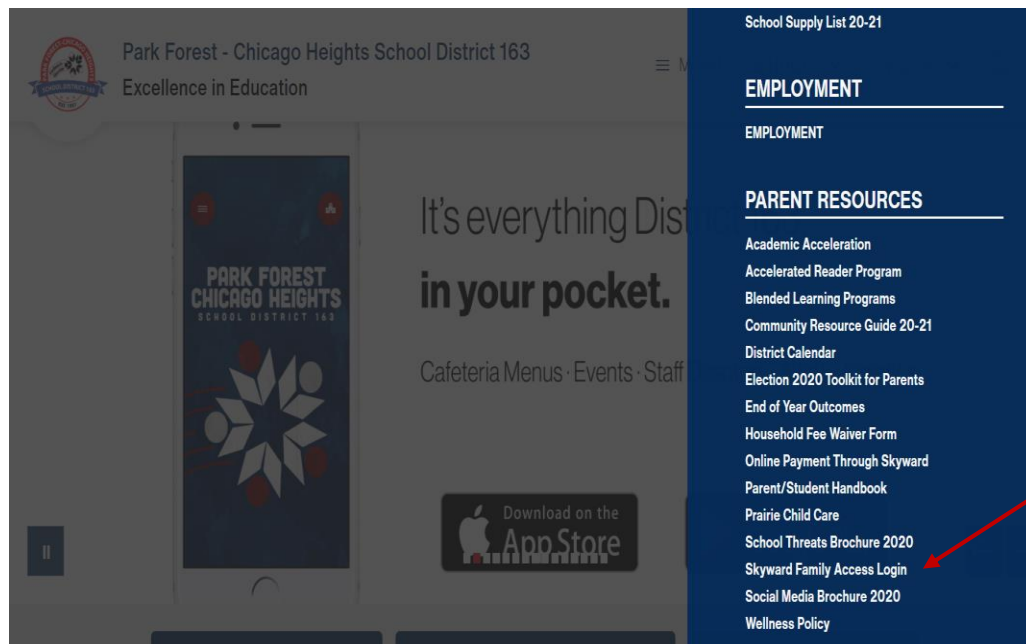 Park Forest - Chicago Heights School District 163
Excellence in Education
PARK FOREST
CHICAGO HEIGHTS
SCHOOL DISTRICT 163
It's everything
in your pocket.
Cafeteria Menus · Events · Staff
Download on the
App Store
School Supply List 20-21
EMPLOYMENT
EMPLOYMENT
PARENT RESOURCES
Academic Acceleration
Accelerated Reader Program
Blended Learning Programs
Community Resource Guide 20-21
District Calendar
Election 2020 Toolkit for Parents
End of Year Outcomes
Household Fee Waiver Form
Online Payment Through Skyward
Parent/Student Handbook
Prairie Child Care
School Threats Brochure 2020
Skyward Family Access Login
Social Media Brochure 2020
Wellness Policy